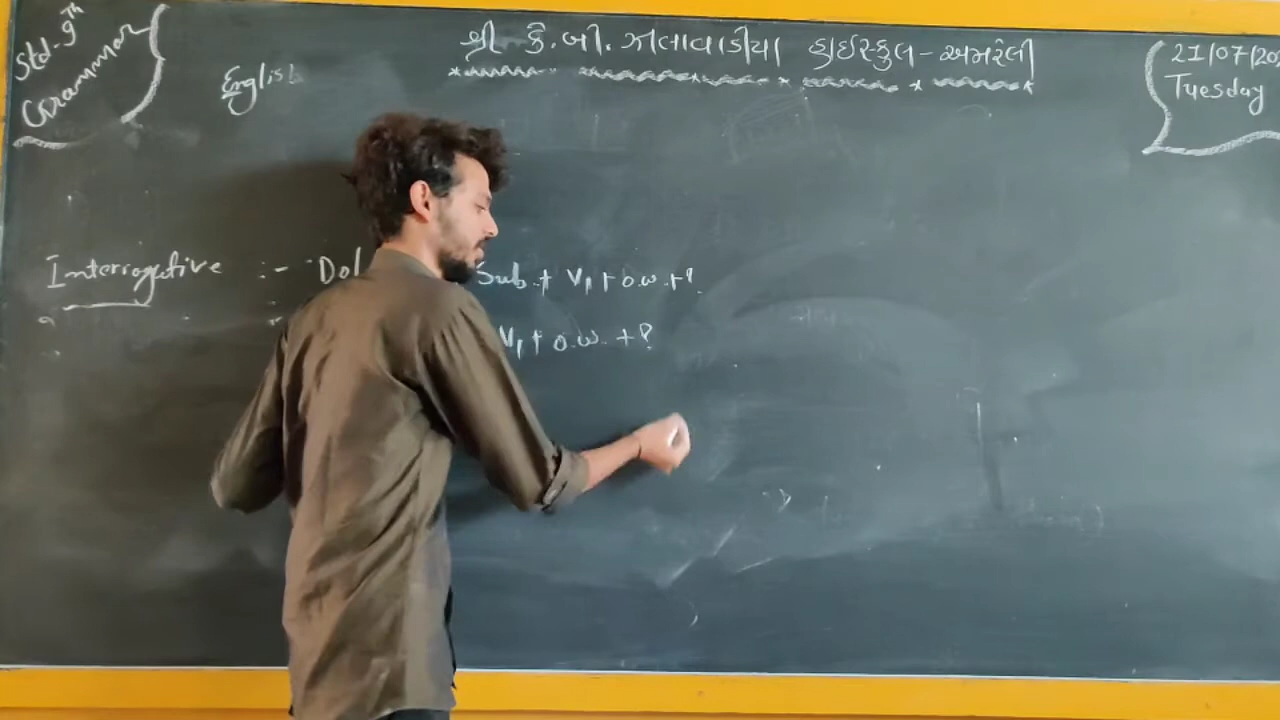 Std-9th
Grammar
English
શ્રી કે.બી. ઝાલાવાડીયા હાઈસ્કુલ - અમરેલી
21/07/20
Tuesday
Interrogative :- Do Sub + V1 + o.w. + ?
V1 + o.w. + ?